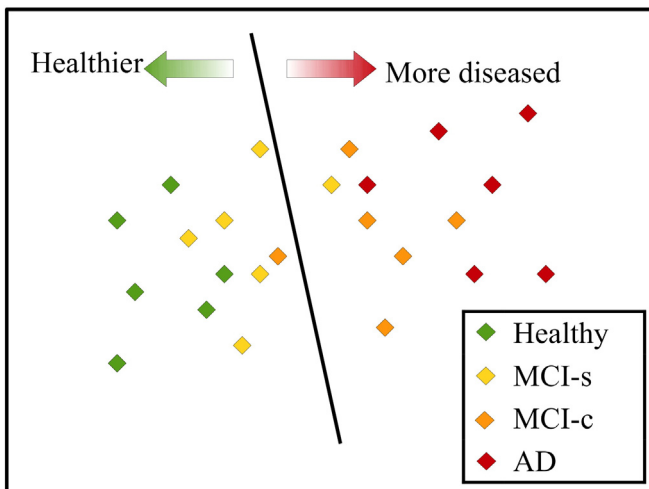 Healthier
More diseased
Healthy
MCI-s
MCI-c
AD